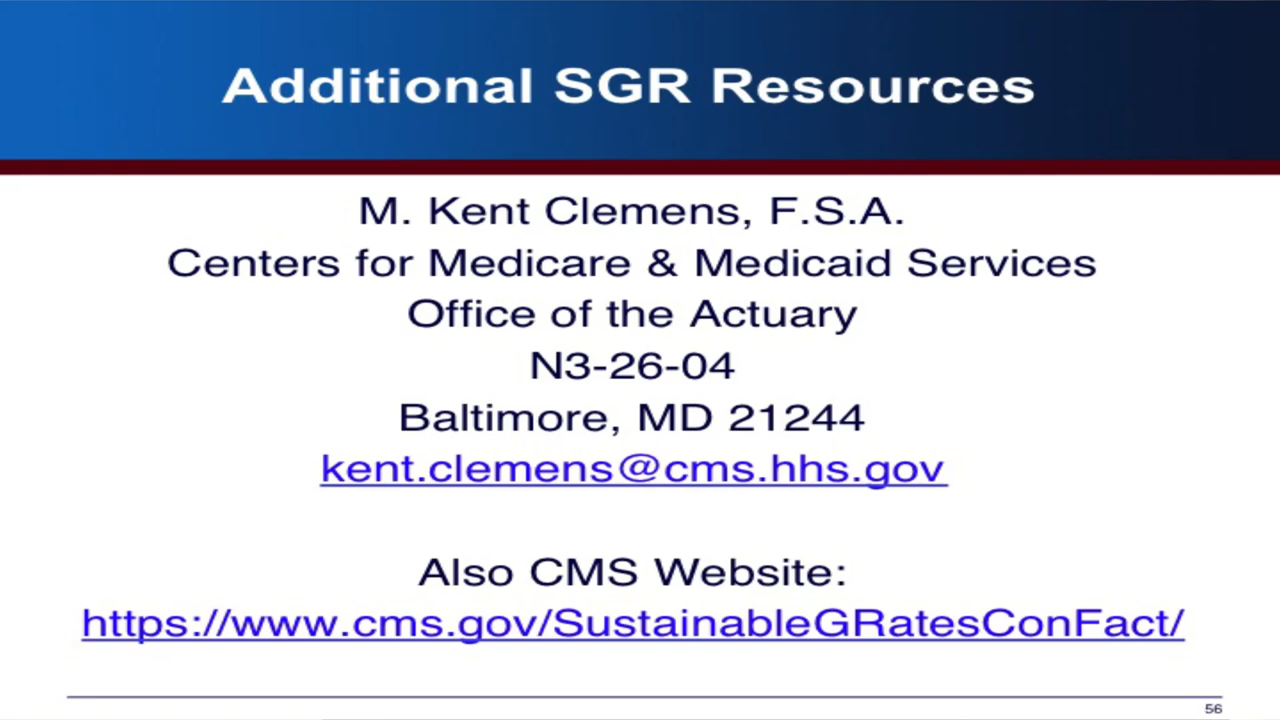 Additional SGR Resources
M. Kent Clemens, F.S.A.
Centers for Medicare & Medicaid Services
Office of the Actuary
N3-26-04
Baltimore, MD 21244
kent.clemens@cms.hhs.gov
Also CMS Website:
https://www.cms.gov/SustainableGRatesConFact/
56